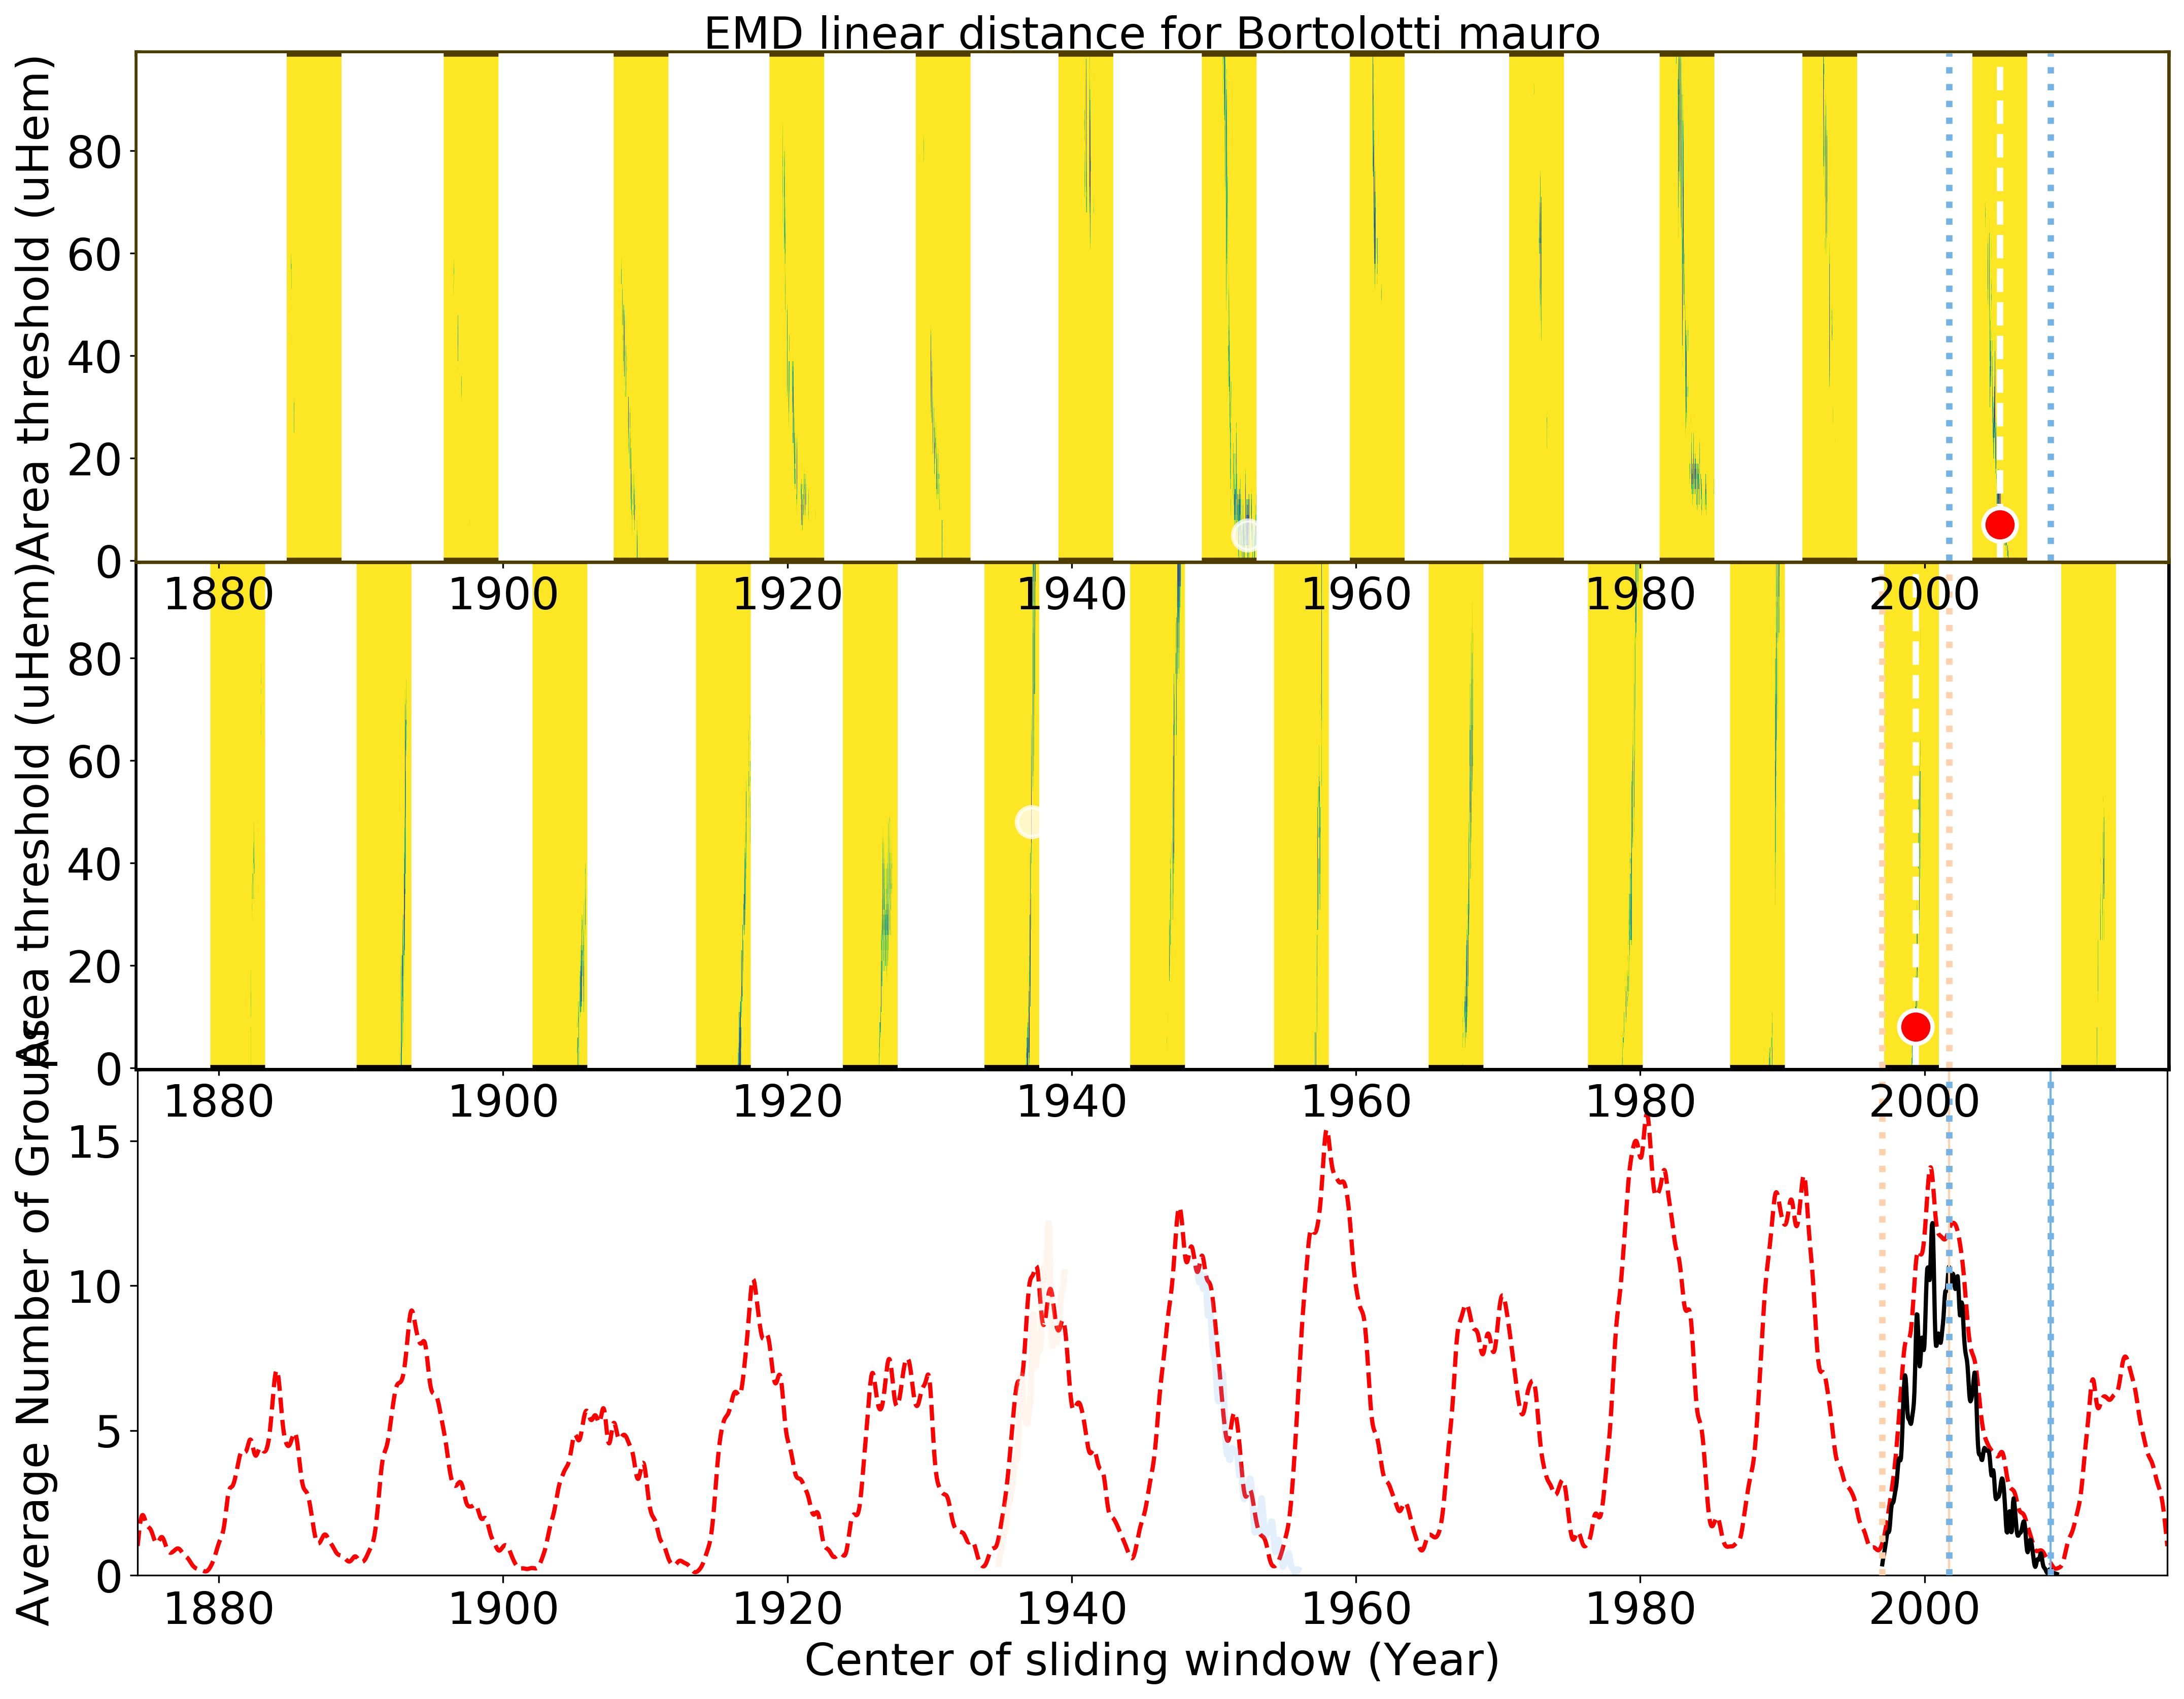 EMD linear distance for Bortolotti mauro
Area threshold (uHem)
80
60
40
20
0
1880 1900 1920 1940 1960 1980 2000
Area threshold (uHem)
80
60
40
20
0
1880 1900 1920 1940 1960 1980 2000
Average Number of Groups
15
10
5
0
1880 1900 1920 1940 1960 1980 2000
Center of sliding window (Year)